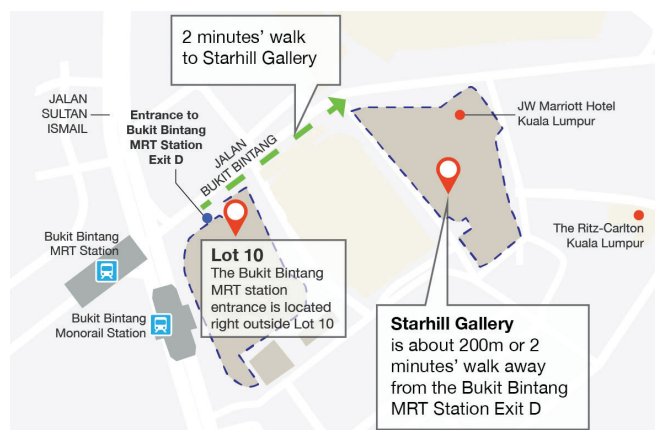 2 minutes’ walk
to Starhill Gallery
JALAN
SULTAN
ISMAIL
Entrance to
Bukit Bintang
MRT Station
Exit D
JALAN
BUKIT BINTANG
JW Marriott Hotel
Kuala Lumpur
The Ritz-Carlton
Kuala Lumpur
Bukit Bintang
MRT Station
Bukit Bintang
Monorail Station
Lot 10
The Bukit Bintang
MRT station
entrance is located
right outside Lot 10
Starhill Gallery
is about 200m or 2
minutes’ walk away
from the Bukit Bintang
MRT Station Exit D